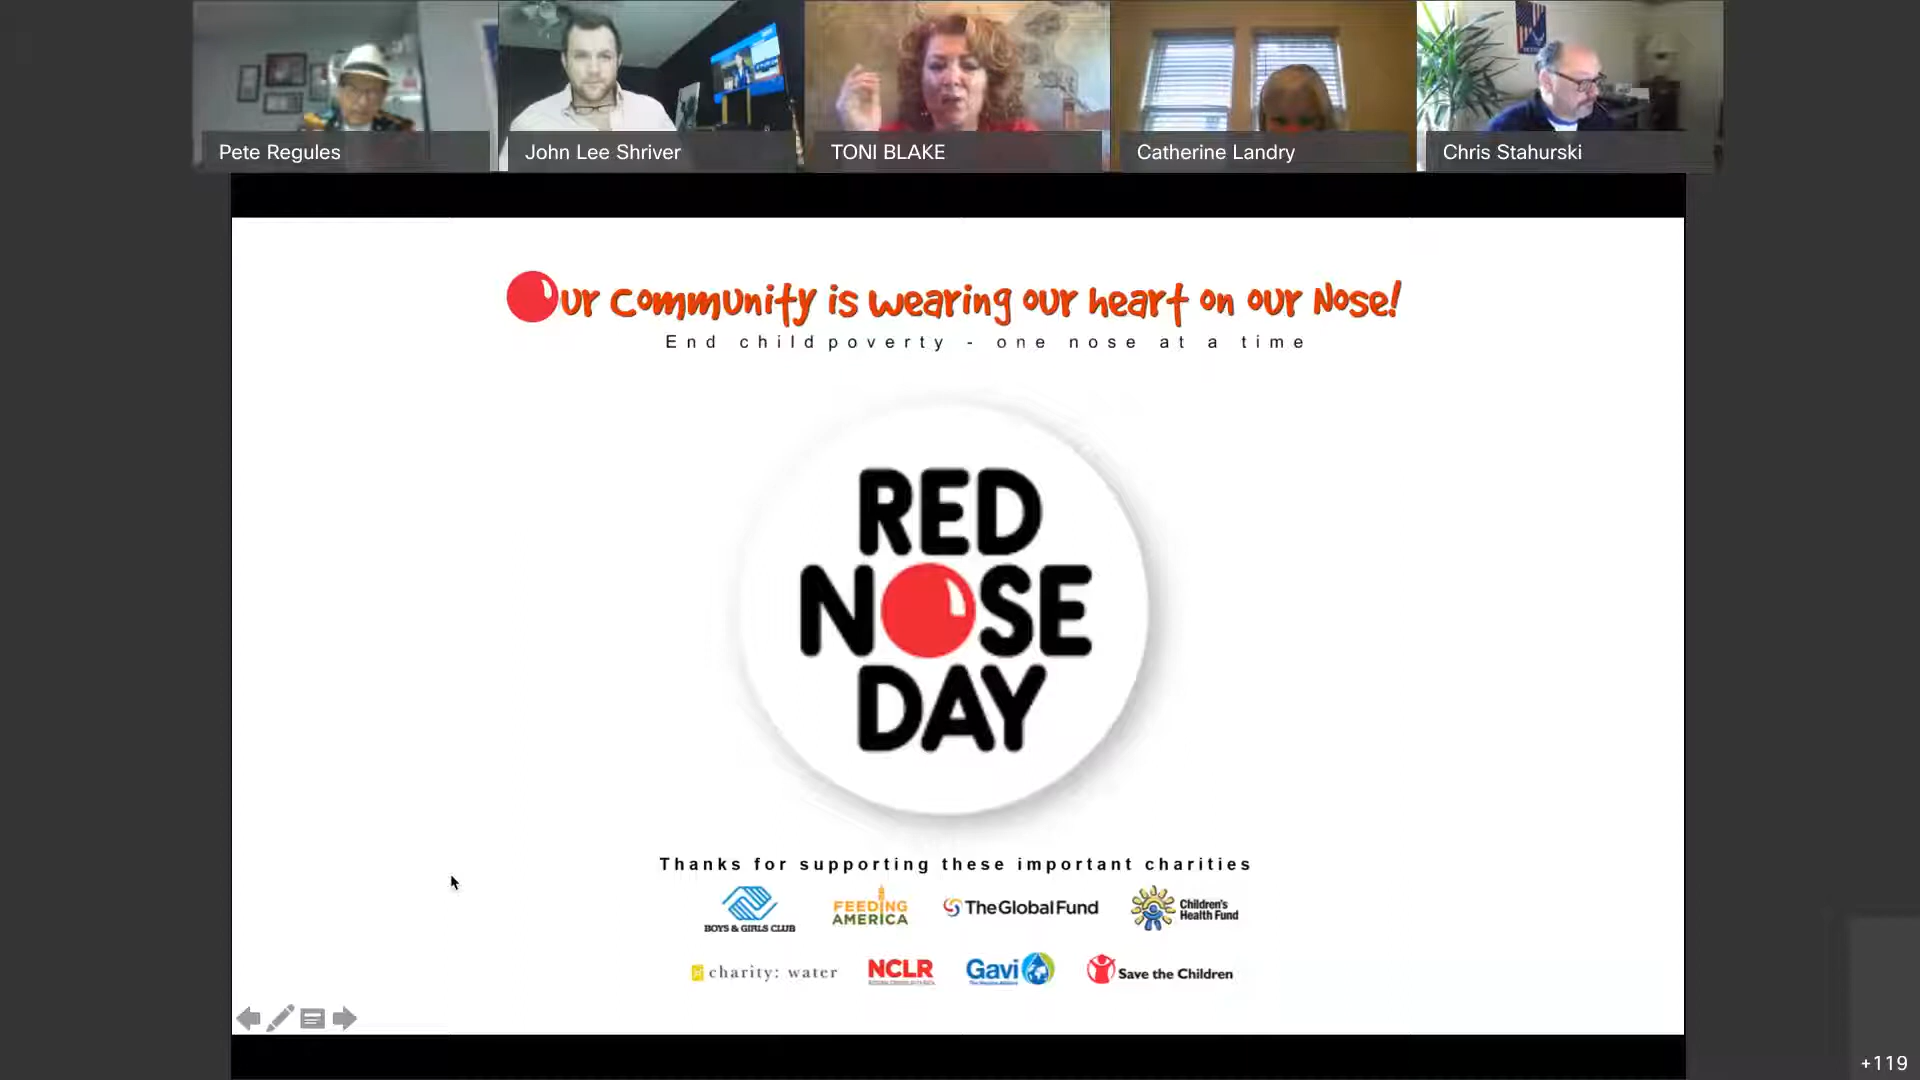 Pete Regules
John Lee Shriver
TONI BLAKE
Catherine Landry
Chris Stahurski
Our Community is wearing our heart on our Nose!
End child poverty - one nose at a time
RED
NOSE
DAY
Thanks for supporting these important charities
BOYS & GIRLS CLUB
FEEDING
AMERICA
The Global Fund
Children's
Health Fund
charity: water
NCLR
Gavi
Save the Children
+119